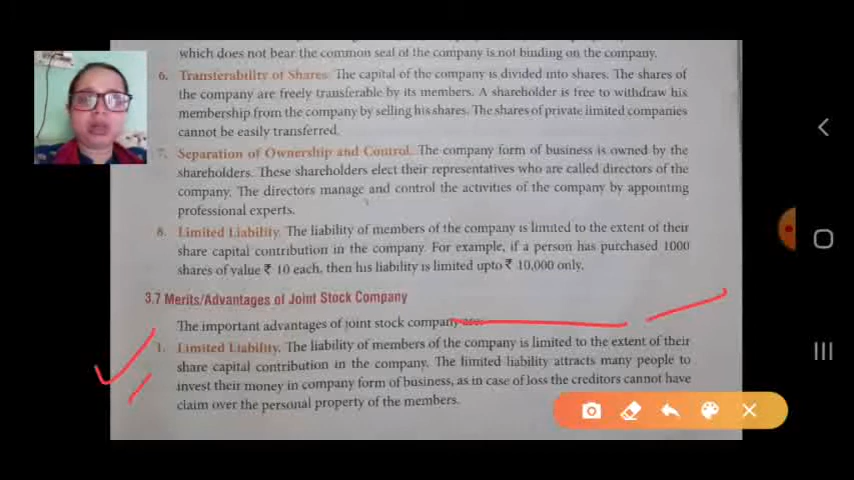 which does not bear the common seal of the company is not binding on the company.
6. Transferability of Shares. The capital of the company is divided into shares. The shares of
the company are freely transferable by its members. A shareholder is free to withdraw his
membership from the company by selling his shares. The shares of private limited companies
cannot be easily transferred.
7. Separation of Ownership and Control. The company form of business is owned by the
shareholders. These shareholders elect their representatives who are called directors of the
company. The directors manage and control the activities of the company by appointing
professional experts.
8. Limited Liability. The liability of members of the company is limited to the extent of their
share capital contribution in the company. For example, if a person has purchased 1000
shares of value ₹ 10 each, then his liability is limited upto ₹ 10,000 only.
3.7 Merits/Advantages of Joint Stock Company
The important advantages of joint stock company are:
1. Limited Liability. The liability of members of the company is limited to the extent of their
share capital contribution in the company. The limited liability attracts many people to
invest their money in company form of business, as in case of loss the creditors cannot have
claim over the personal property of the members.